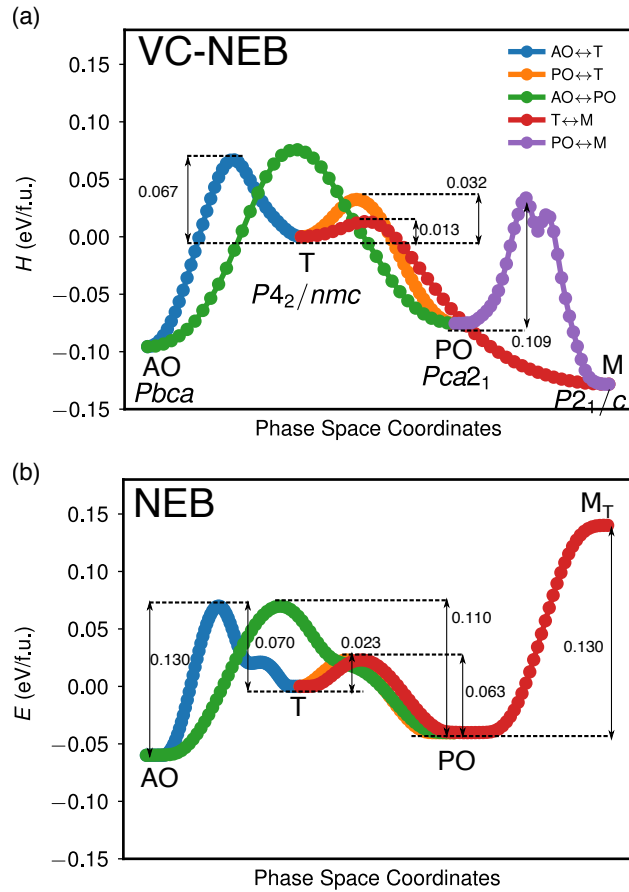 (a)
VC-NEB
AO↔T
PO↔T
AO↔PO
T↔M
PO↔M
0.15
0.10
0.05
0.00
−0.05
−0.10
−0.15
H (eV/f.u.)
0.067
0.032
0.013
0.109
T
P4₂/nmc
AO
Pbca
PO
Pca2₁
M
P2₁/c
Phase Space Coordinates
(b)
NEB
0.15
0.10
0.05
0.00
−0.05
−0.10
−0.15
E (eV/f.u.)
M_T
0.130
0.070
0.023
0.110
0.063
0.130
T
AO
PO
Phase Space Coordinates